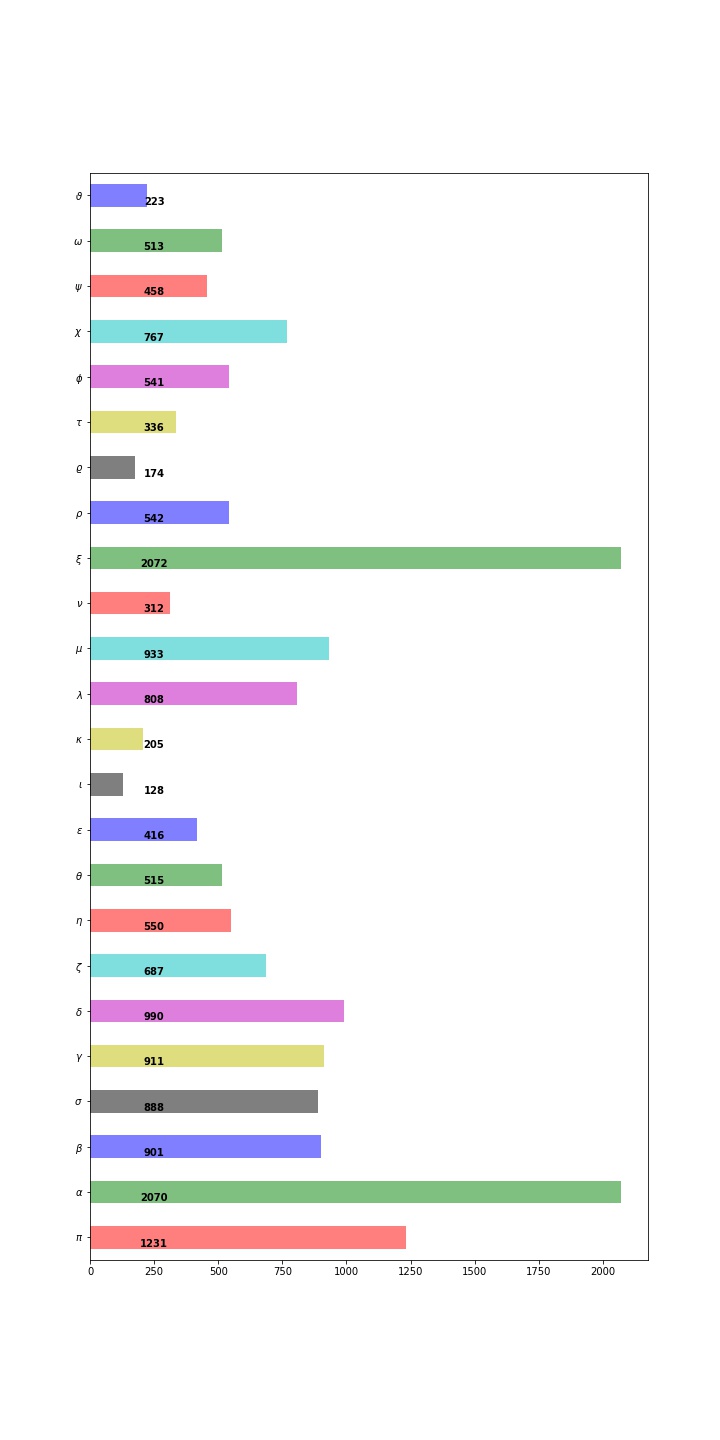 ϑ 223
ω 513
ψ 458
χ 767
ϕ 541
τ 336
ϱ 174
ρ 542
ξ 2072
ν 312
μ 933
λ 808
κ 205
ι 128
ε 416
θ 515
η 550
ζ 687
δ 990
γ 911
σ 888
β 901
α 2070
π 1231
0 250 500 750 1000 1250 1500 1750 2000